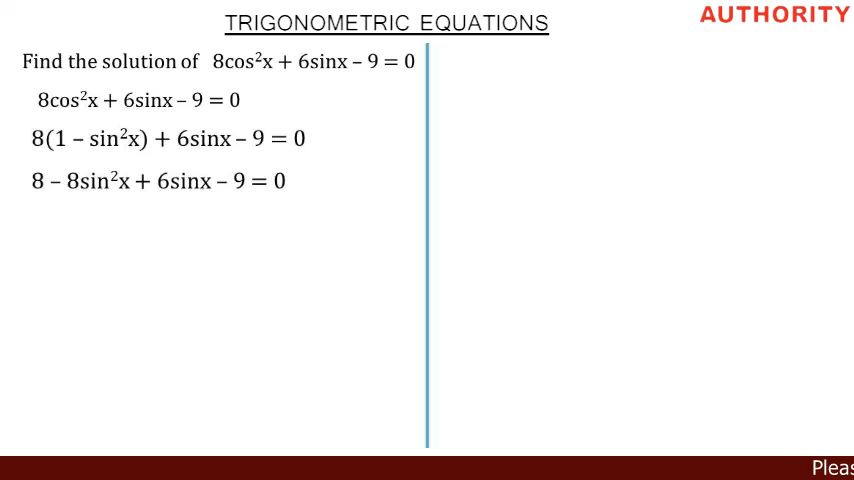 TRIGONOMETRIC EQUATIONS
AUTHORITY
Find the solution of 8cos²x + 6sinx – 9 = 0
8cos²x + 6sinx – 9 = 0
8(1 – sin²x) + 6sinx – 9 = 0
8 – 8sin²x + 6sinx – 9 = 0